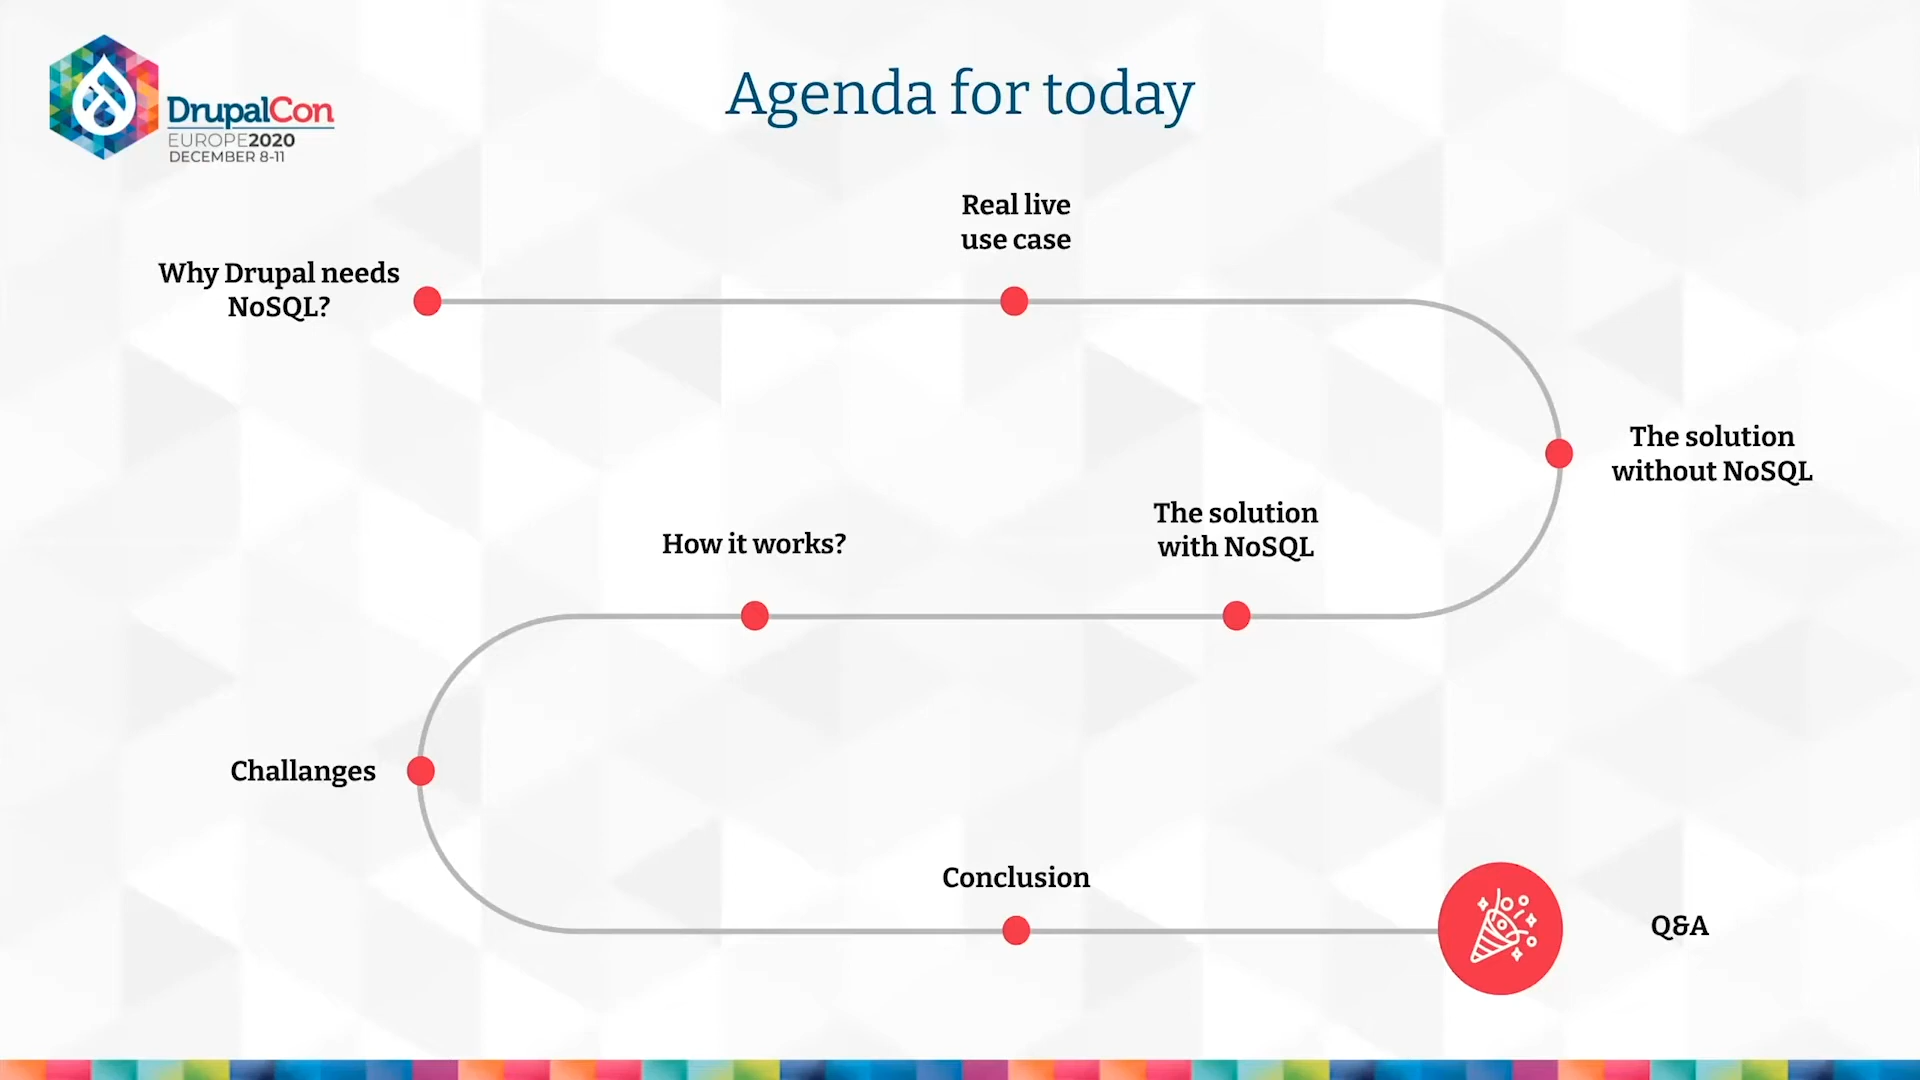 DrupalCon
EUROPE2020
DECEMBER 8-11
Agenda for today
Why Drupal needs
NoSQL?
Real live
use case
The solution
without NoSQL
The solution
with NoSQL
How it works?
Challanges
Conclusion
Q&A